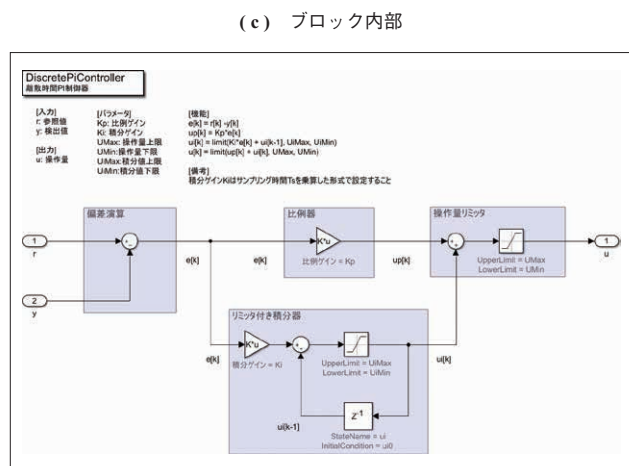 (c) ブロック内部
DiscretePiController
離散時間PI制御器
[入力]
r: 参照値
y: 検出値
[出力]
u: 操作量
[パラメータ]
Kp: 比例ゲイン
Ki: 積分ゲイン
UMax: 操作量上限
UMin: 操作量下限
UiMax:積分値上限
UiMin:積分値下限
[機能]
e[k] = r[k] -y[k]
up[k] = Kp*e[k]
ui[k] = limit(Ki*e[k] + ui[k-1], UiMax, UiMin)
u[k] = limit(up[k] + ui[k], UMax, UMin)
[備考]
積分ゲインKiはサンプリング時間Tsを乗算した形式で設定すること
偏差演算
比例器
操作量リミッタ
1
r
2
y
e[k]
e[k]
K*u
比例ゲイン = Kp
up[k]
UpperLimit = UMax
LowerLimit = UMin
1
u
リミッタ付き積分器
e[k]
K*u
積分ゲイン = Ki
UpperLimit = UiMax
LowerLimit = UiMin
ui[k]
ui[k-1]
z-1
StateName = ui
InitialCondition = ui0